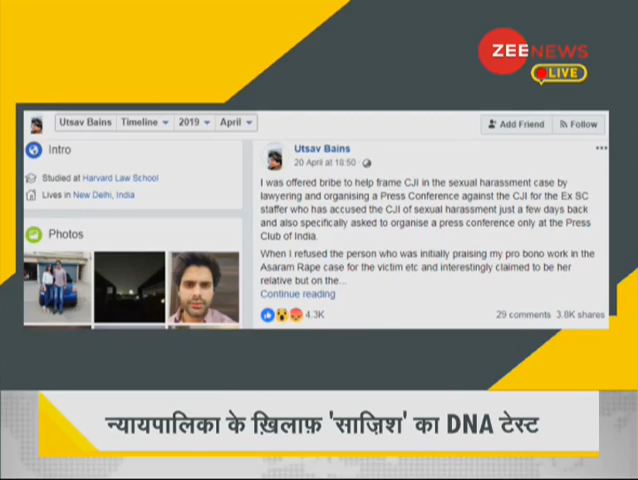 ZEE NEWS
LIVE
Utsav Bains Timeline 2019 April
Add Friend Follow
Intro
Studied at Harvard Law School
Lives in New Delhi, India
Photos
Utsav Bains
20 April at 18:50
I was offered bribe to help frame CJI in the sexual harassment case by
lawyering and organising a Press Conference against the CJI for the Ex SC
staffer who has accused the CJI of sexual harassment just a few days back
and also specifically asked to organise a press conference only at the Press
Club of India.
When I refused the person who was initially praising my pro bono work in the
Asaram Rape case for the victim etc and interestingly claimed to be her
relative but on the...
Continue reading
4.3K
29 comments 3.8K shares
न्यायपालिका के ख़िलाफ़ 'साज़िश' का DNA टेस्ट